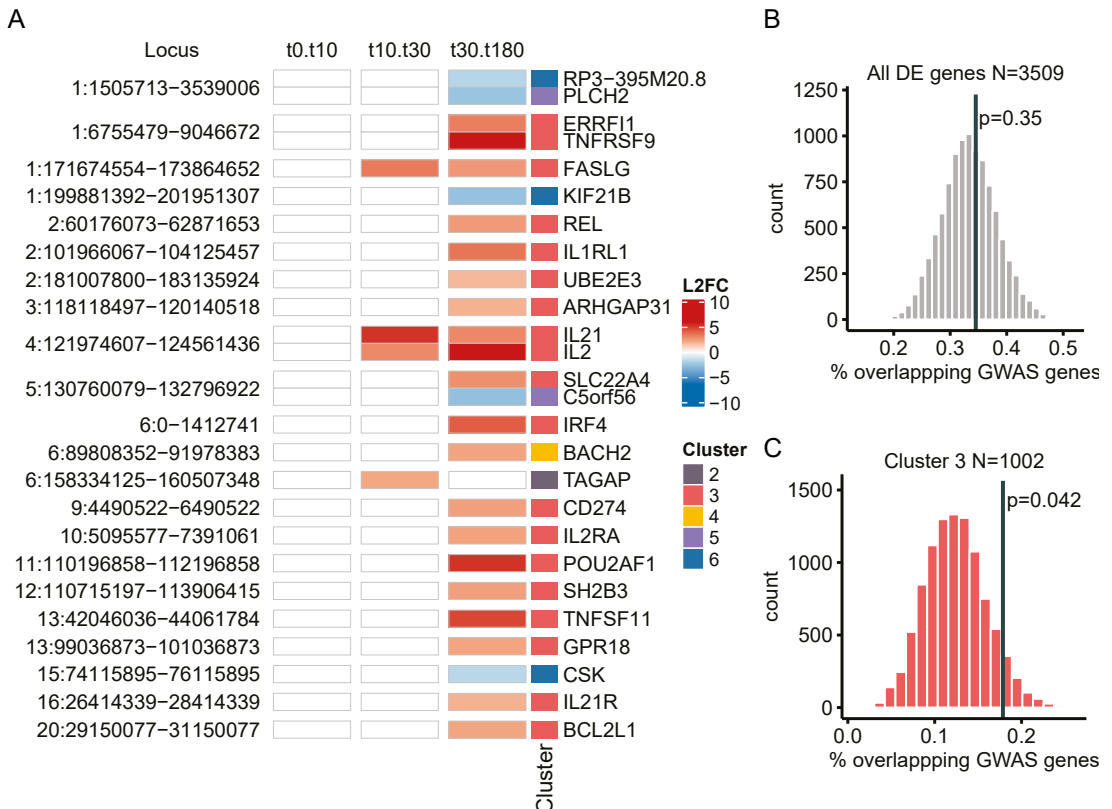 A
Locus t0.t10 t10.t30 t30.t180
1:1505713−3539006 RP3−395M20.8
PLCH2
1:6755479−9046672 ERRFI1
TNFRSF9
1:171674554−173864652 FASLG
1:199881392−201951307 KIF21B
2:60176073−62871653 REL
2:101966067−104125457 IL1RL1
2:181007800−183135924 UBE2E3
3:118118497−120140518 ARHGAP31
4:121974607−124561436 IL21
IL2
5:130760079−132796922 SLC22A4
C5orf56
6:0−1412741 IRF4
6:89808352−91978383 BACH2
6:158334125−160507348 TAGAP
9:4490522−6490522 CD274
10:5095577−7391061 IL2RA
11:110196858−112196858 POU2AF1
12:110715197−113906415 SH2B3
13:42046036−44061784 TNFSF11
13:99036873−101036873 GPR18
15:74115895−76115895 CSK
16:26414339−28414339 IL21R
20:29150077−31150077 BCL2L1
Cluster
L2FC
10
5
0
−5
−10
Cluster
2
3
4
5
6
B
All DE genes N=3509
p=0.35
count
1250
1000
750
500
250
0
0.2 0.3 0.4 0.5
% overlappping GWAS genes
C
Cluster 3 N=1002
p=0.042
count
1500
1000
500
0
0.0 0.1 0.2
% overlappping GWAS genes